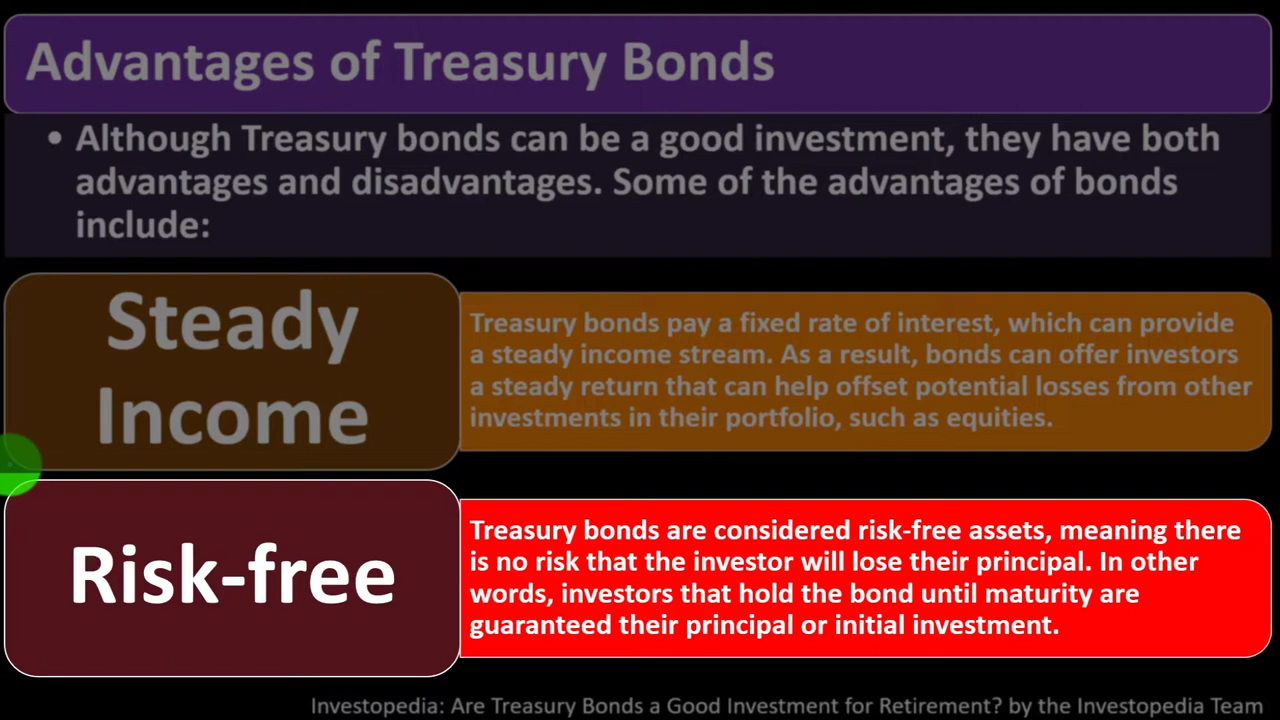 Advantages of Treasury Bonds
• Although Treasury bonds can be a good investment, they have both
advantages and disadvantages. Some of the advantages of bonds
include:
Steady
Income
Treasury bonds pay a fixed rate of interest, which can provide
a steady income stream. As a result, bonds can offer investors
a steady return that can help offset potential losses from other
investments in their portfolio, such as equities.
Risk-free
Treasury bonds are considered risk-free assets, meaning there
is no risk that the investor will lose their principal. In other
words, investors that hold the bond until maturity are
guaranteed their principal or initial investment.
Investopedia: Are Treasury Bonds a Good Investment for Retirement? by the Investopedia Team